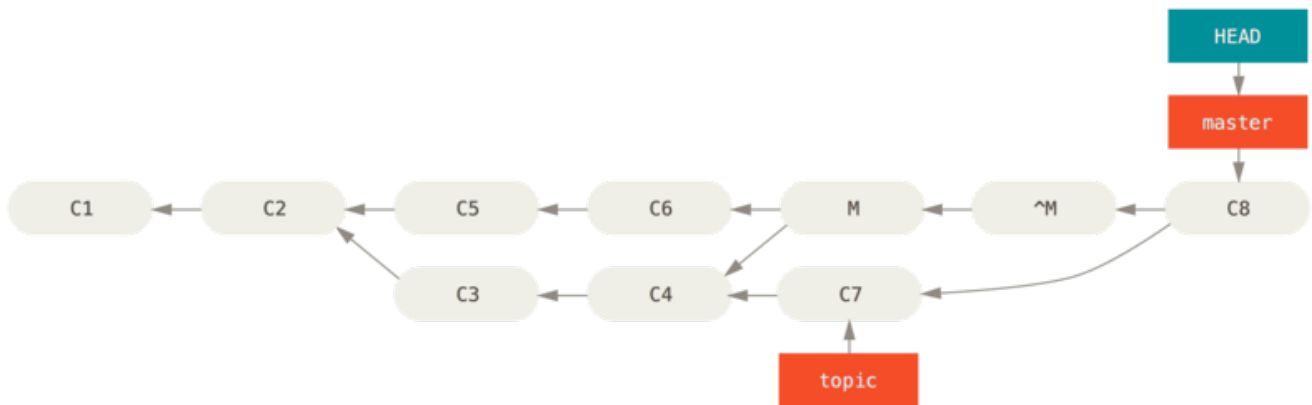 HEAD
master
C1 C2 C5 C6 M ^M C8
C3 C4 C7
topic